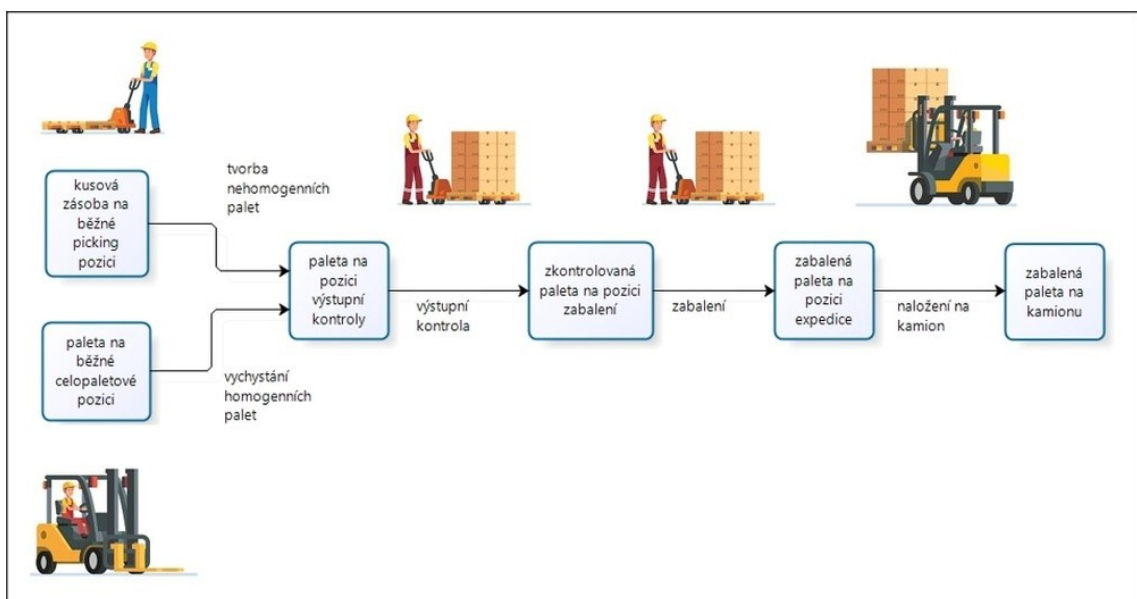 kusová
zásoba na
běžné
picking
pozici
tvorba
nehomogenních
palet
paleta na
běžné
celopaletové
pozici
vychystání
homogenních
palet
paleta na
pozici
výstupní
kontroly
výstupní
kontrola
zkontrolovaná
paleta na pozici
zabalení
zabalení
zabalená
paleta na
pozici
expedice
naložení na
kamion
zabalená
paleta na
kamionu